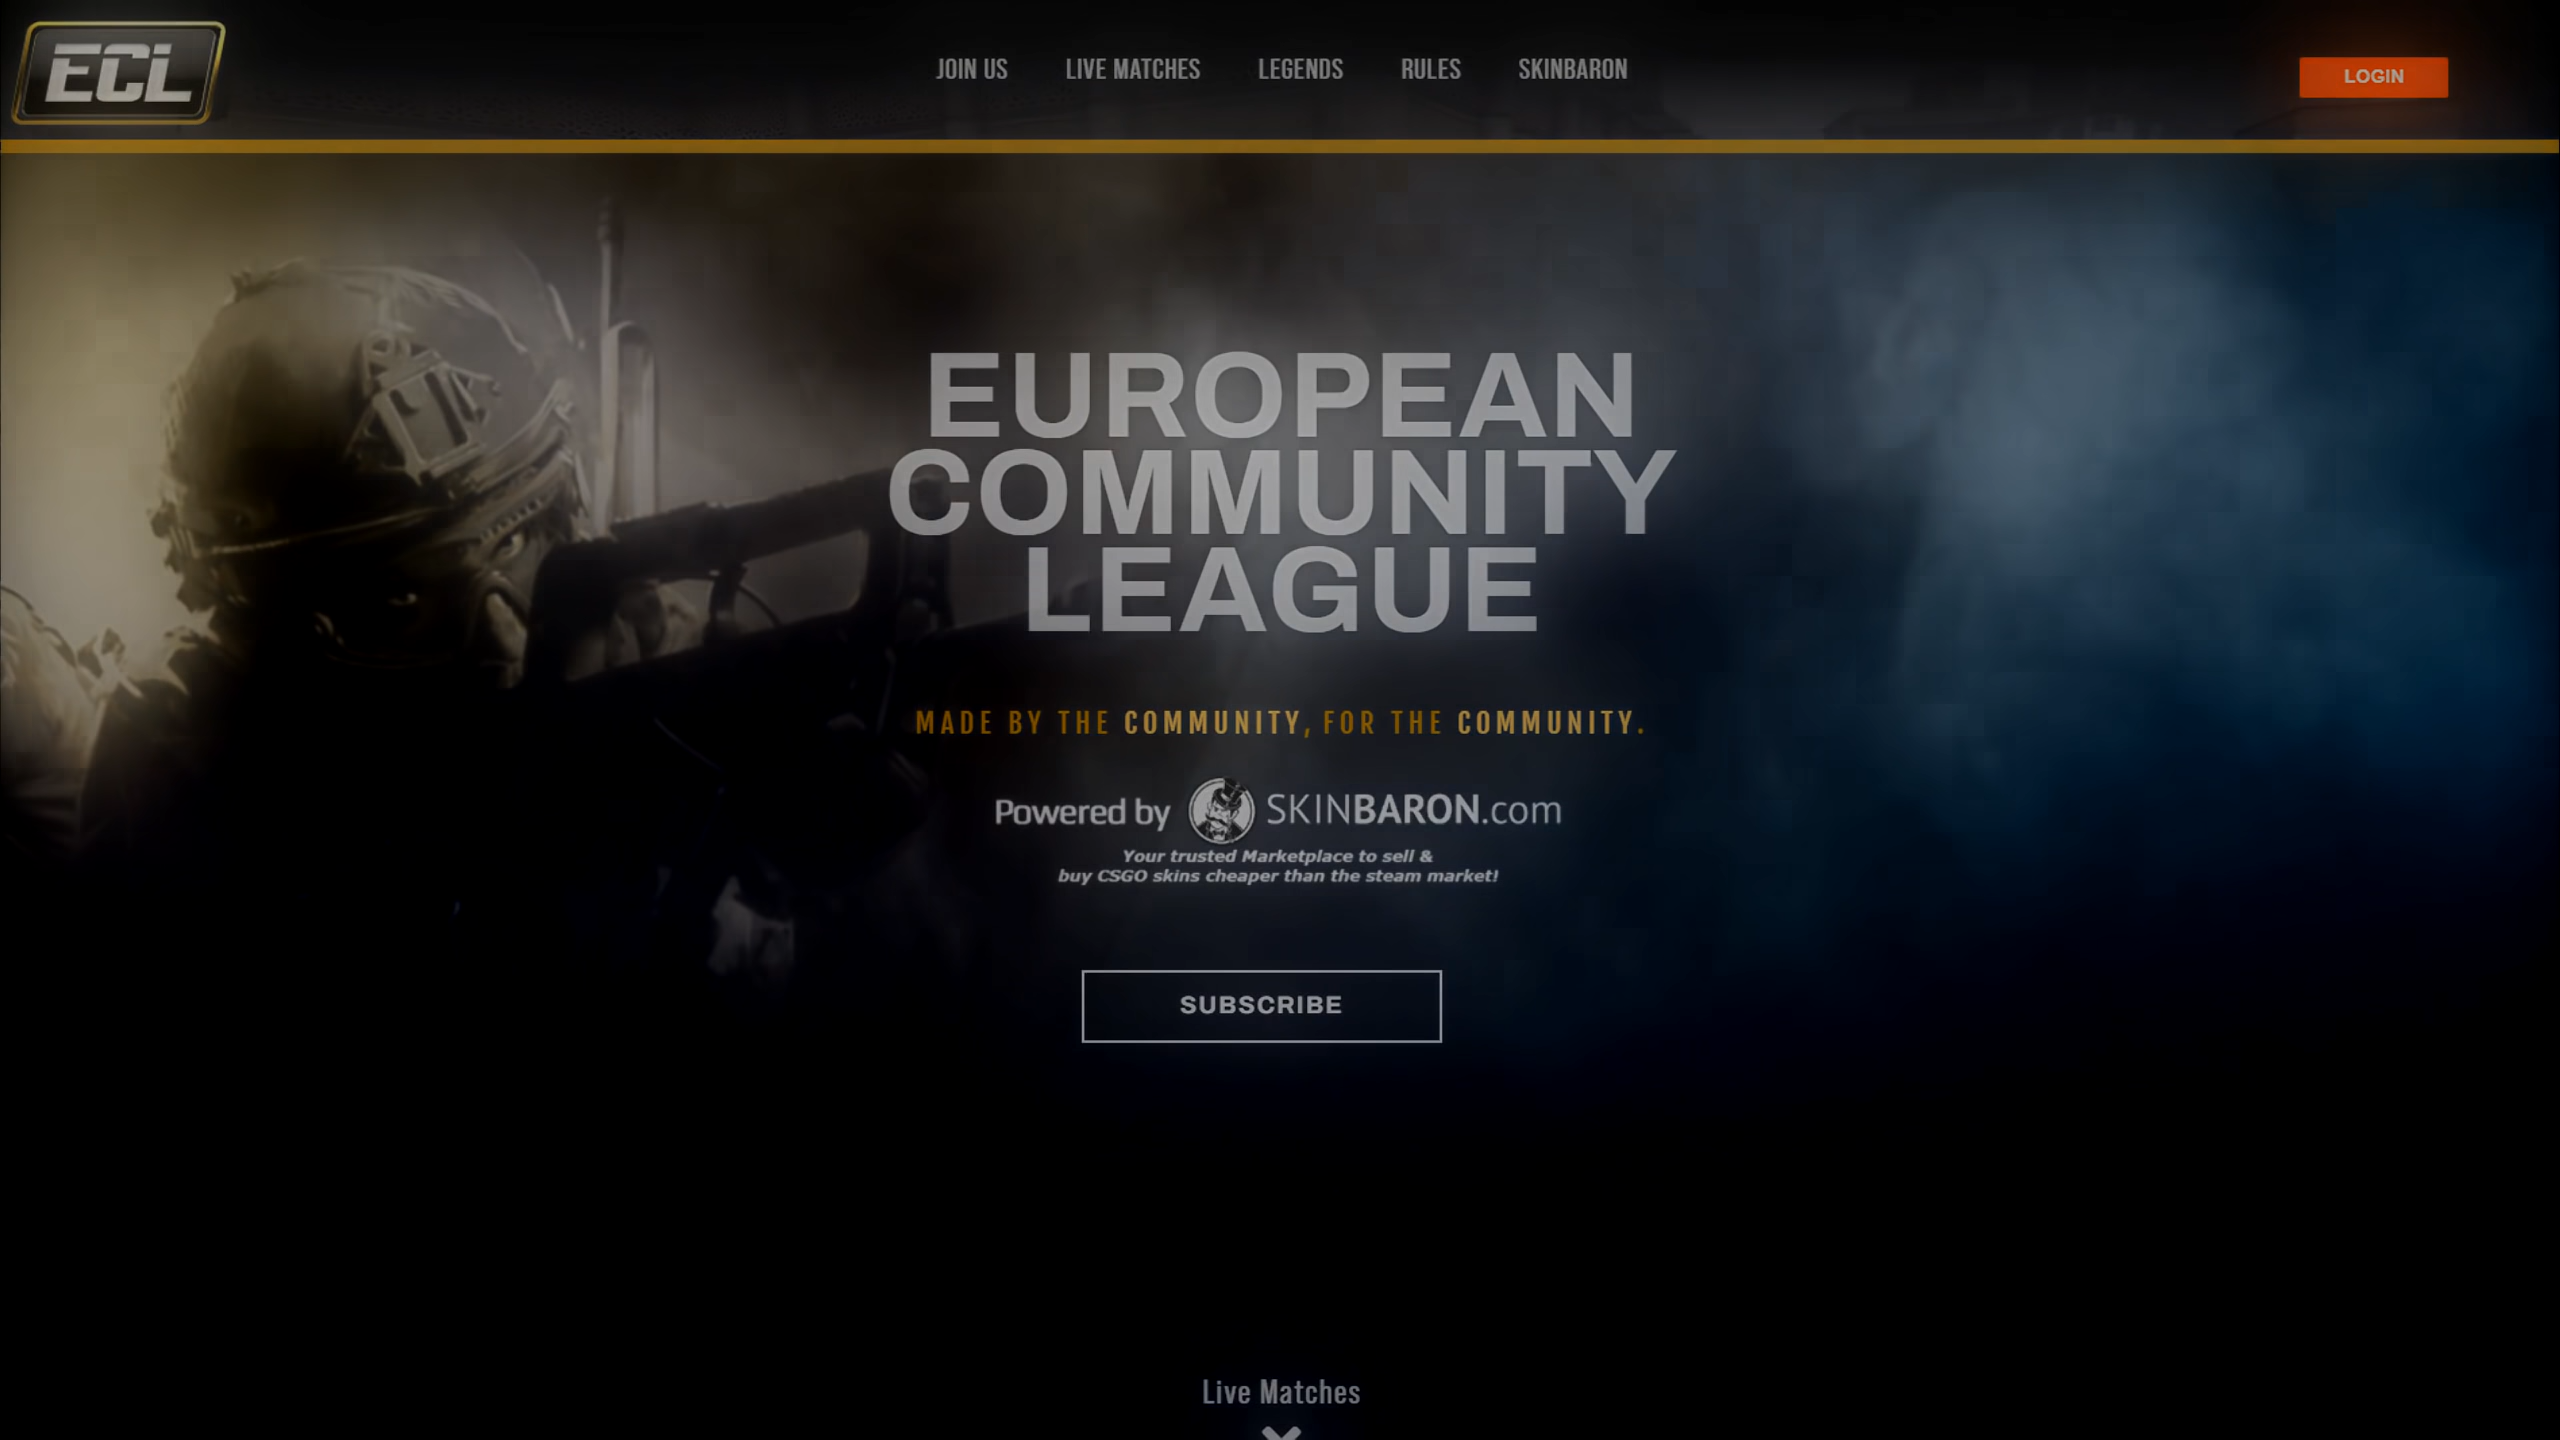 ECL
JOIN US
LIVE MATCHES
LEGENDS
RULES
SKINBARON
LOGIN
EUROPEAN
COMMUNITY
LEAGUE
MADE BY THE COMMUNITY, FOR THE COMMUNITY.
Powered by SKINBARON.com
Your trusted Marketplace to sell &
buy CSGO skins cheaper than the steam market!
SUBSCRIBE
Live Matches